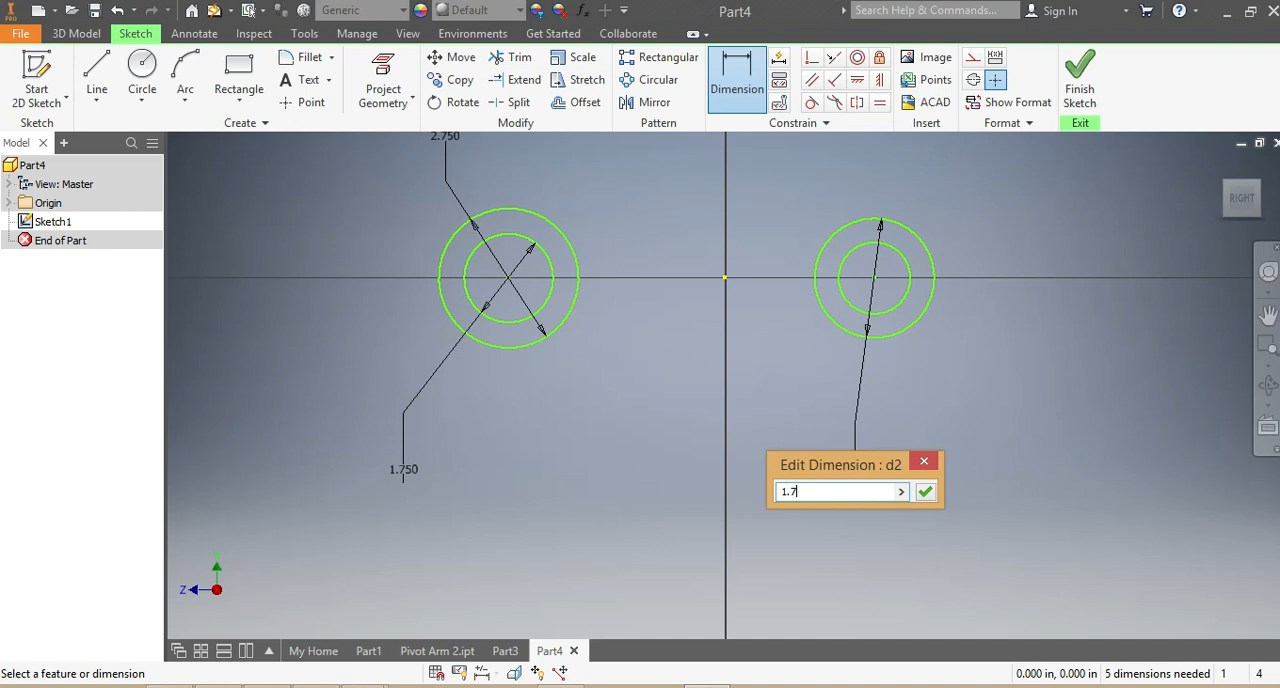 PRO
Generic
Default
Part4
Search Help & Commands...
Sign In
File
3D Model
Sketch
Annotate
Inspect
Tools
Manage
View
Environments
Get Started
Collaborate
Start
2D Sketch
Line
Circle
Arc
Rectangle
Fillet
Text
Point
Project
Geometry
Move
Copy
Rotate
Trim
Extend
Split
Scale
Stretch
Offset
Rectangular
Circular
Mirror
Dimension
Image
Points
ACAD
Show Format
Finish
Sketch
Sketch
Create
Modify
Pattern
Constrain
Insert
Format
Exit
Model
Part4
View: Master
Origin
Sketch1
End of Part
2.750
1.750
RIGHT
Edit Dimension : d2
1.7
Z
My Home
Part1
Pivot Arm 2.ipt
Part3
Part4
Select a feature or dimension
0.000 in, 0.000 in
5 dimensions needed
1
4